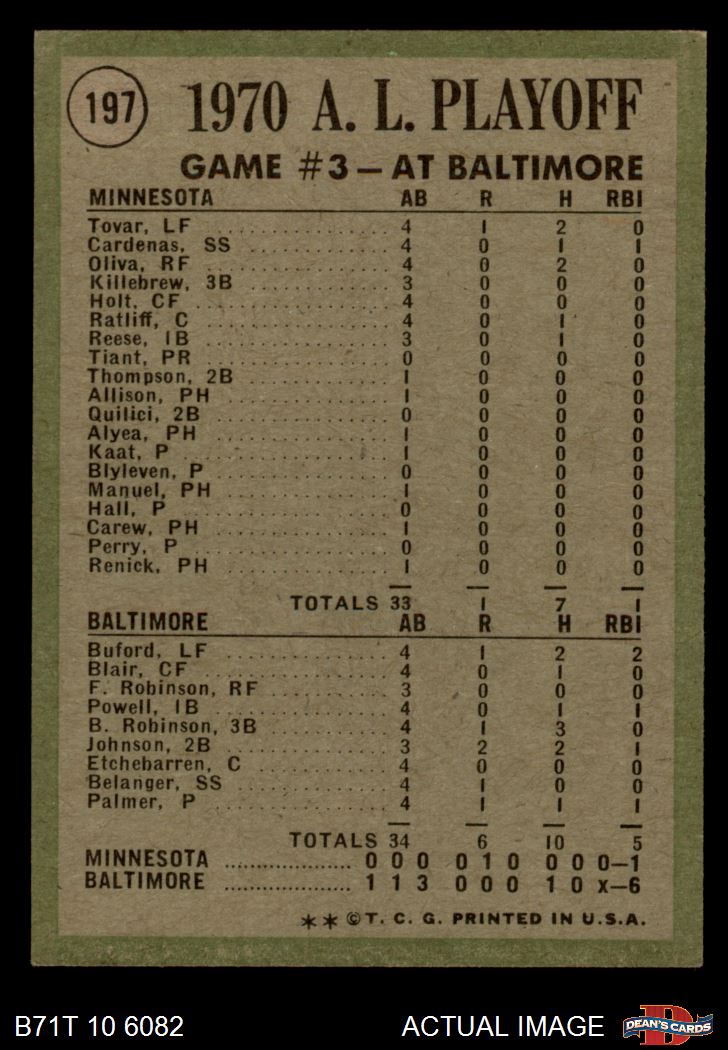 197 1970 A. L. PLAYOFF
GAME #3 — AT BALTIMORE
MINNESOTA AB R H RBI
Tovar, LF . . . . . . . . . . . . . . . . 4 1 2 0
Cardenas, SS . . . . . . . . . . . . 4 0 1 1
Oliva, RF . . . . . . . . . . . . . . . 4 0 2 0
Killebrew, 3B . . . . . . . . . . . . 3 0 0 0
Holt, CF . . . . . . . . . . . . . . . . 4 0 0 0
Ratliff, C . . . . . . . . . . . . . . . 4 0 1 0
Reese, 1B . . . . . . . . . . . . . . 3 0 1 0
Tiant, PR . . . . . . . . . . . . . . 0 0 0 0
Thompson, 2B . . . . . . . . . . . . 1 0 0 0
Allison, PH . . . . . . . . . . . . . 1 0 0 0
Quilici, 2B . . . . . . . . . . . . . . 0 0 0 0
Alyea, PH . . . . . . . . . . . . . . 1 0 0 0
Kaat, P . . . . . . . . . . . . . . . . 1 0 0 0
Blyleven, P . . . . . . . . . . . . . . 0 0 0 0
Manuel, PH . . . . . . . . . . . . . 1 0 0 0
Hall, P . . . . . . . . . . . . . . . . . 0 0 0 0
Carew, PH . . . . . . . . . . . . . . 1 0 0 0
Perry, P . . . . . . . . . . . . . . . . 0 0 0 0
Renick, PH . . . . . . . . . . . . . 1 0 0 0
TOTALS 33 1 7 1
BALTIMORE AB R H RBI
Buford, LF . . . . . . . . . . . . . . 4 1 2 2
Blair, CF . . . . . . . . . . . . . . . 4 0 1 0
F. Robinson, RF . . . . . . . . . . 3 0 0 0
Powell, 1B . . . . . . . . . . . . . . 4 0 1 1
B. Robinson, 3B . . . . . . . . . . 4 1 3 0
Johnson, 2B . . . . . . . . . . . . . 3 2 2 1
Etchebarren, C . . . . . . . . . . . 4 0 0 0
Belanger, SS . . . . . . . . . . . . 4 1 0 0
Palmer, P . . . . . . . . . . . . . . 4 1 1 1
TOTALS 34 6 10 5
MINNESOTA .................... 0 0 0 0 1 0 0 0 0—1
BALTIMORE .................... 1 1 3 0 0 0 1 0 x—6
** © T. C. G. PRINTED IN U.S.A.
B71T 10 6082 ACTUAL IMAGE D DEAN'S CARDS